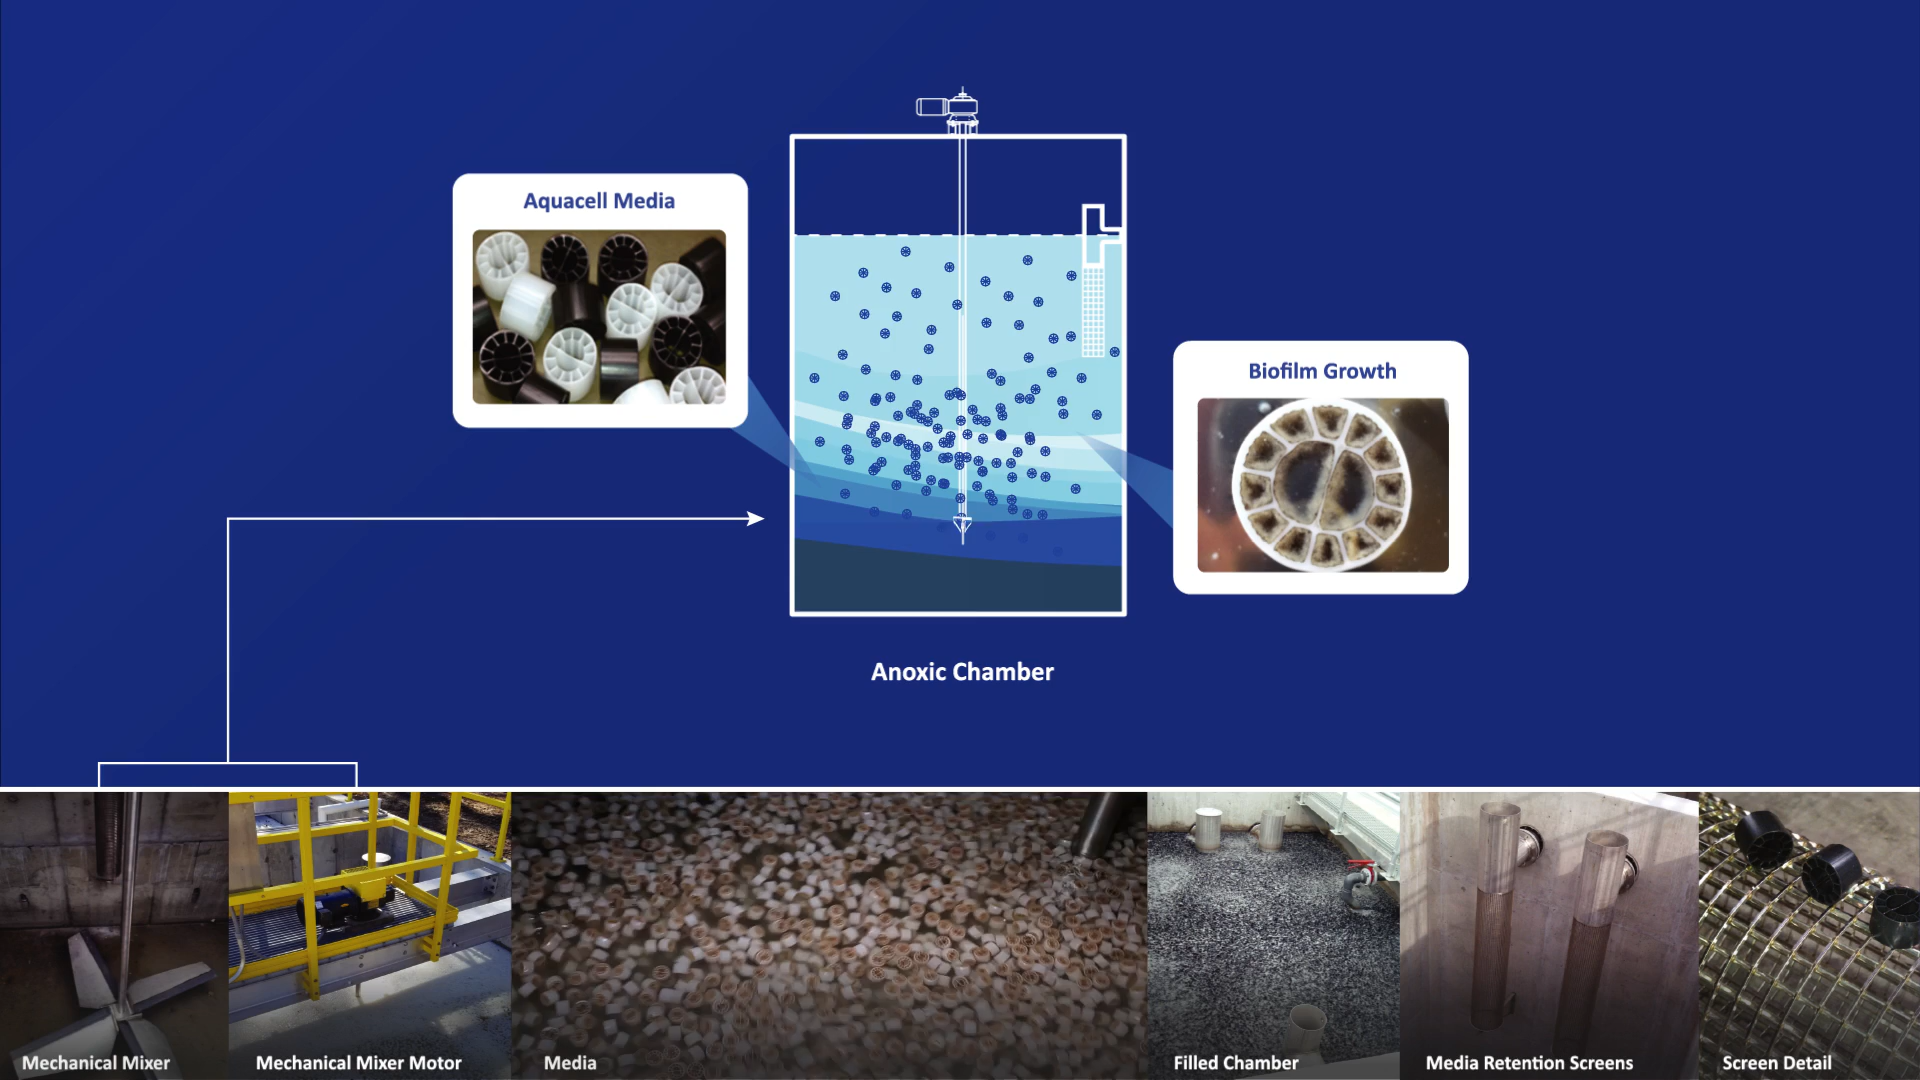 Aquacell Media
Biofilm Growth
Anoxic Chamber
Mechanical Mixer
Mechanical Mixer Motor
Media
Filled Chamber
Media Retention Screens
Screen Detail